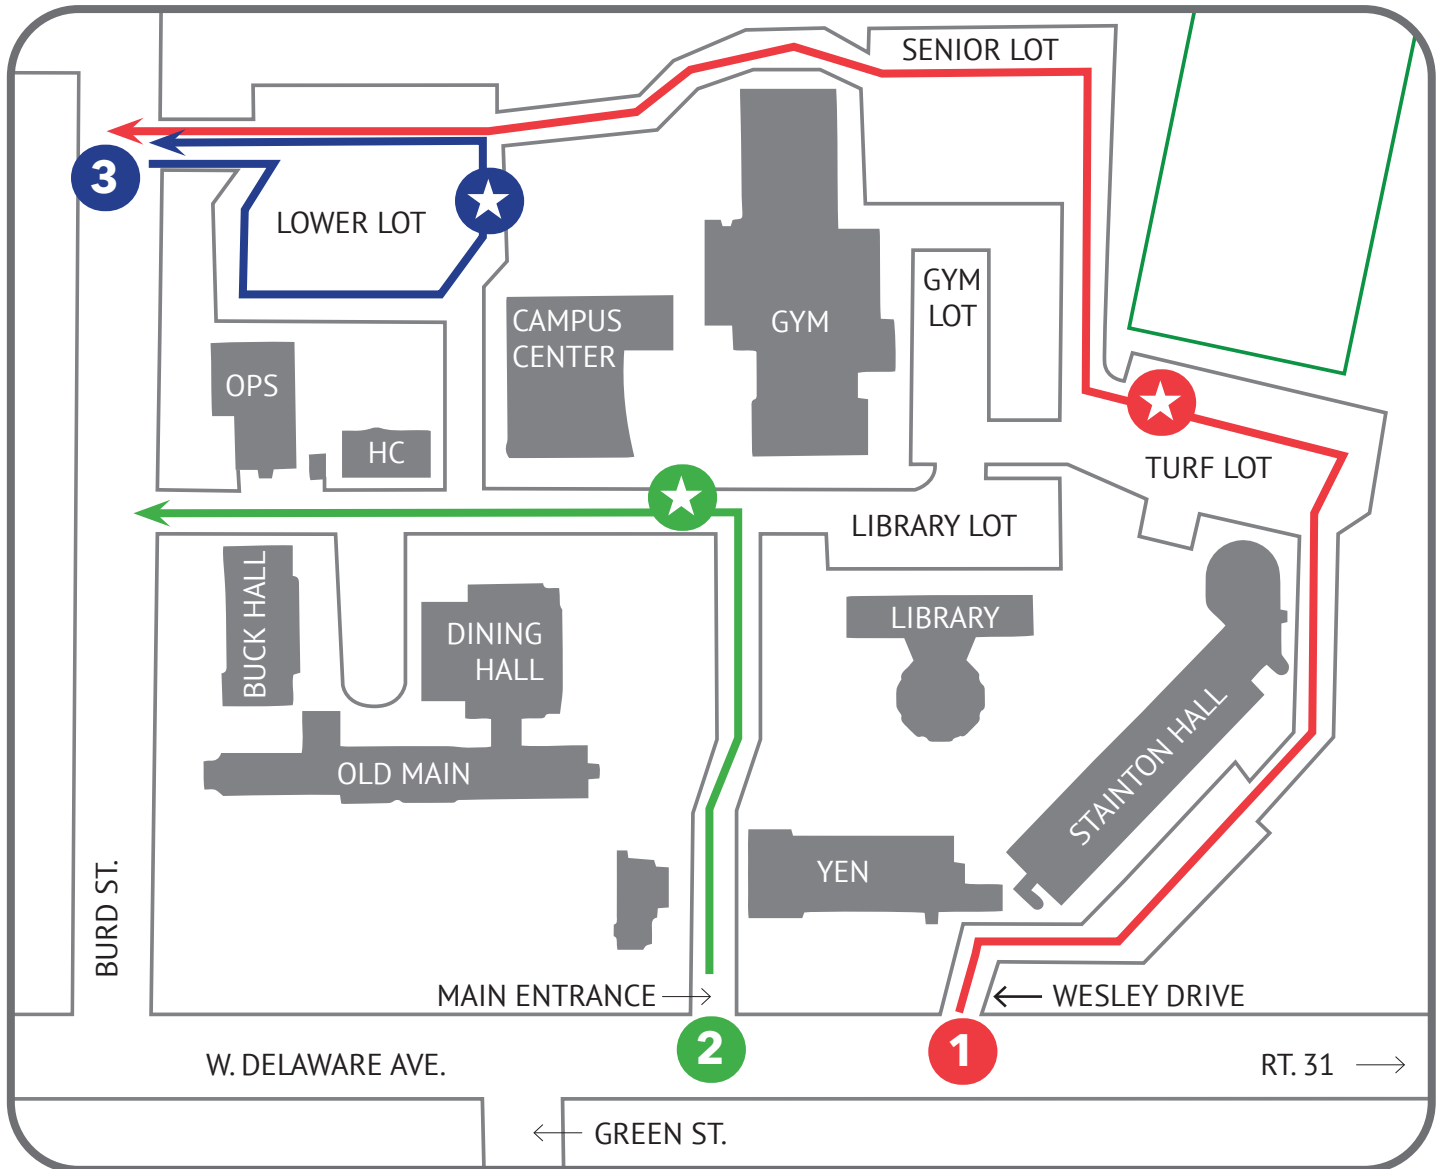 SENIOR LOT
3
LOWER LOT
GYM
LOT
CAMPUS
CENTER
GYM
OPS
HC
TURF LOT
LIBRARY LOT
BUCK HALL
DINING
HALL
LIBRARY
OLD MAIN
STAINTON HALL
YEN
BURD ST.
MAIN ENTRANCE
WESLEY DRIVE
2
1
W. DELAWARE AVE.
RT. 31
GREEN ST.